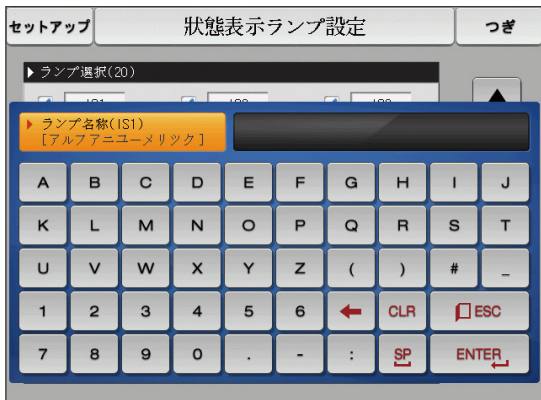 セットアップ
狀態表示ランプ設定
つぎ
▶ ランプ選択(20)
▶ ランプ名称(IS1)
[アルファニユーメリック]
A B C D E F G H I J
K L M N O P Q R S T
U V W X Y Z ( ) # _
1 2 3 4 5 6 ← CLR ESC
7 8 9 0 . - : SP ENTER